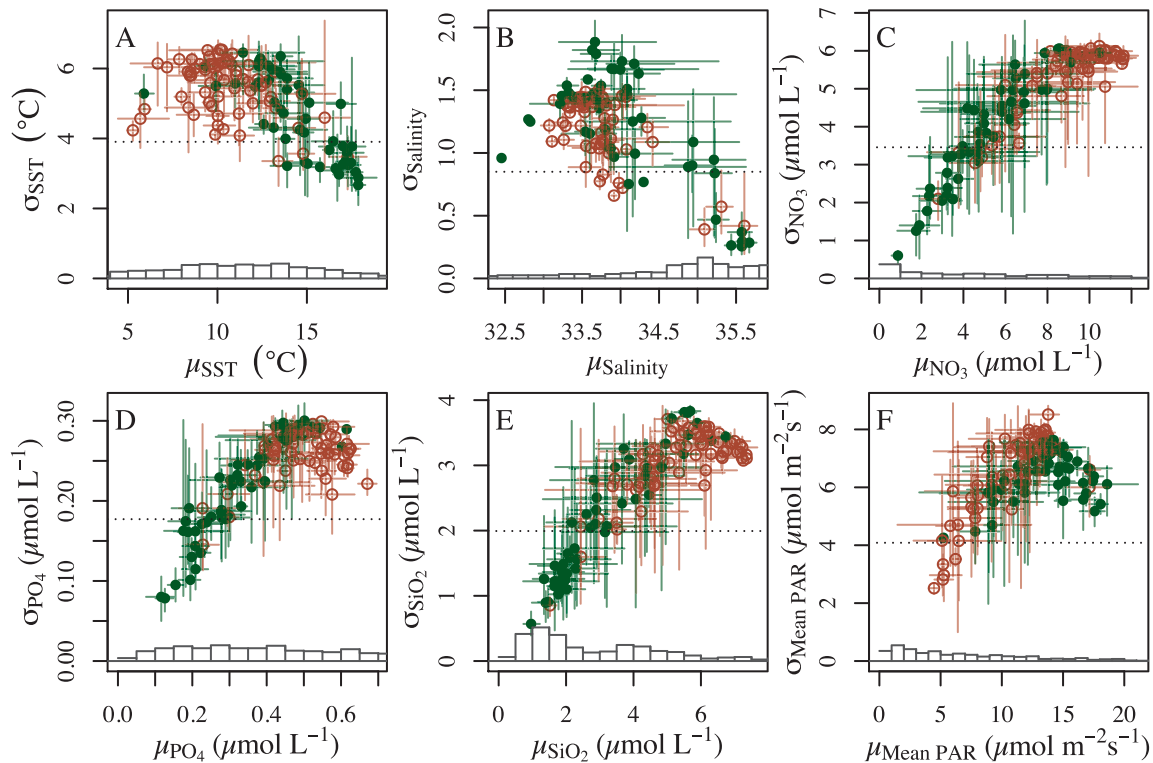 A
σSST (°C)
0 2 4 6
5 10 15
μSST (°C)
B
σSalinity
0.0 0.5 1.0 1.5 2.0
32.5 33.5 34.5 35.5
μSalinity
C
σNO3 (μmol L−1)
0 1 2 3 4 5 6 7
0 2 4 6 8 10
μNO3 (μmol L−1)
D
σPO4 (μmol L−1)
0.00 0.10 0.20 0.30
0.0 0.2 0.4 0.6
μPO4 (μmol L−1)
E
σSiO2 (μmol L−1)
0 1 2 3 4
0 2 4 6
μSiO2 (μmol L−1)
F
σMean PAR (μmol m−2s−1)
0 2 4 6 8
0 5 10 15 20
μMean PAR (μmol m−2s−1)